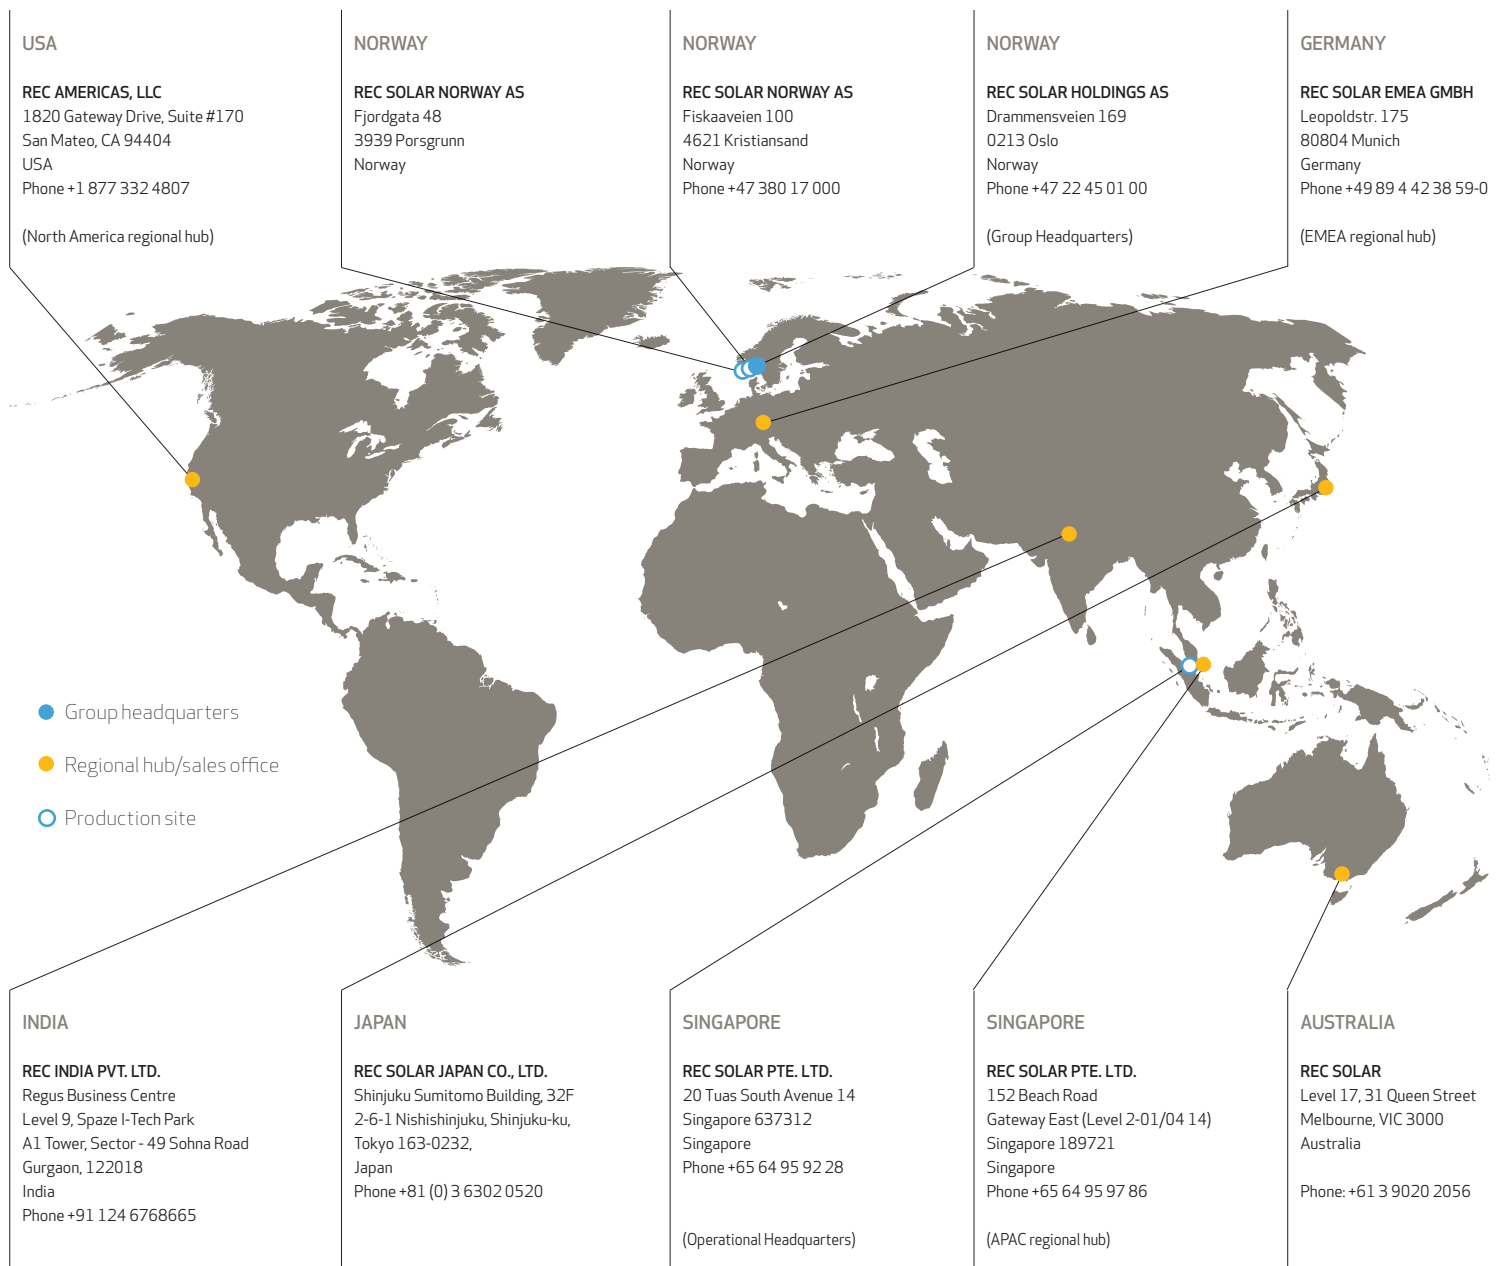 USA
REC AMERICAS, LLC
1820 Gateway Drive, Suite #170
San Mateo, CA 94404
USA
Phone +1 877 332 4807
(North America regional hub)
NORWAY
REC SOLAR NORWAY AS
Fjordgata 48
3939 Porsgrunn
Norway
NORWAY
REC SOLAR NORWAY AS
Fiskaaveien 100
4621 Kristiansand
Norway
Phone +47 380 17 000
NORWAY
REC SOLAR HOLDINGS AS
Drammensveien 169
0213 Oslo
Norway
Phone +47 22 45 01 00
(Group Headquarters)
GERMANY
REC SOLAR EMEA GMBH
Leopoldstr. 175
80804 Munich
Germany
Phone +49 89 4 42 38 59-0
(EMEA regional hub)
Group headquarters
Regional hub/sales office
Production site
INDIA
REC INDIA PVT. LTD.
Regus Business Centre
Level 9, Spaze I-Tech Park
A1 Tower, Sector - 49 Sohna Road
Gurgaon, 122018
India
Phone +91 124 6768665
JAPAN
REC SOLAR JAPAN CO., LTD.
Shinjuku Sumitomo Building, 32F
2-6-1 Nishishinjuku, Shinjuku-ku,
Tokyo 163-0232,
Japan
Phone +81 (0) 3 6302 0520
SINGAPORE
REC SOLAR PTE. LTD.
20 Tuas South Avenue 14
Singapore 637312
Singapore
Phone +65 64 95 92 28
(Operational Headquarters)
SINGAPORE
REC SOLAR PTE. LTD.
152 Beach Road
Gateway East (Level 2-01/04 14)
Singapore 189721
Singapore
Phone +65 64 95 97 86
(APAC regional hub)
AUSTRALIA
REC SOLAR
Level 17, 31 Queen Street
Melbourne, VIC 3000
Australia
Phone: +61 3 9020 2056